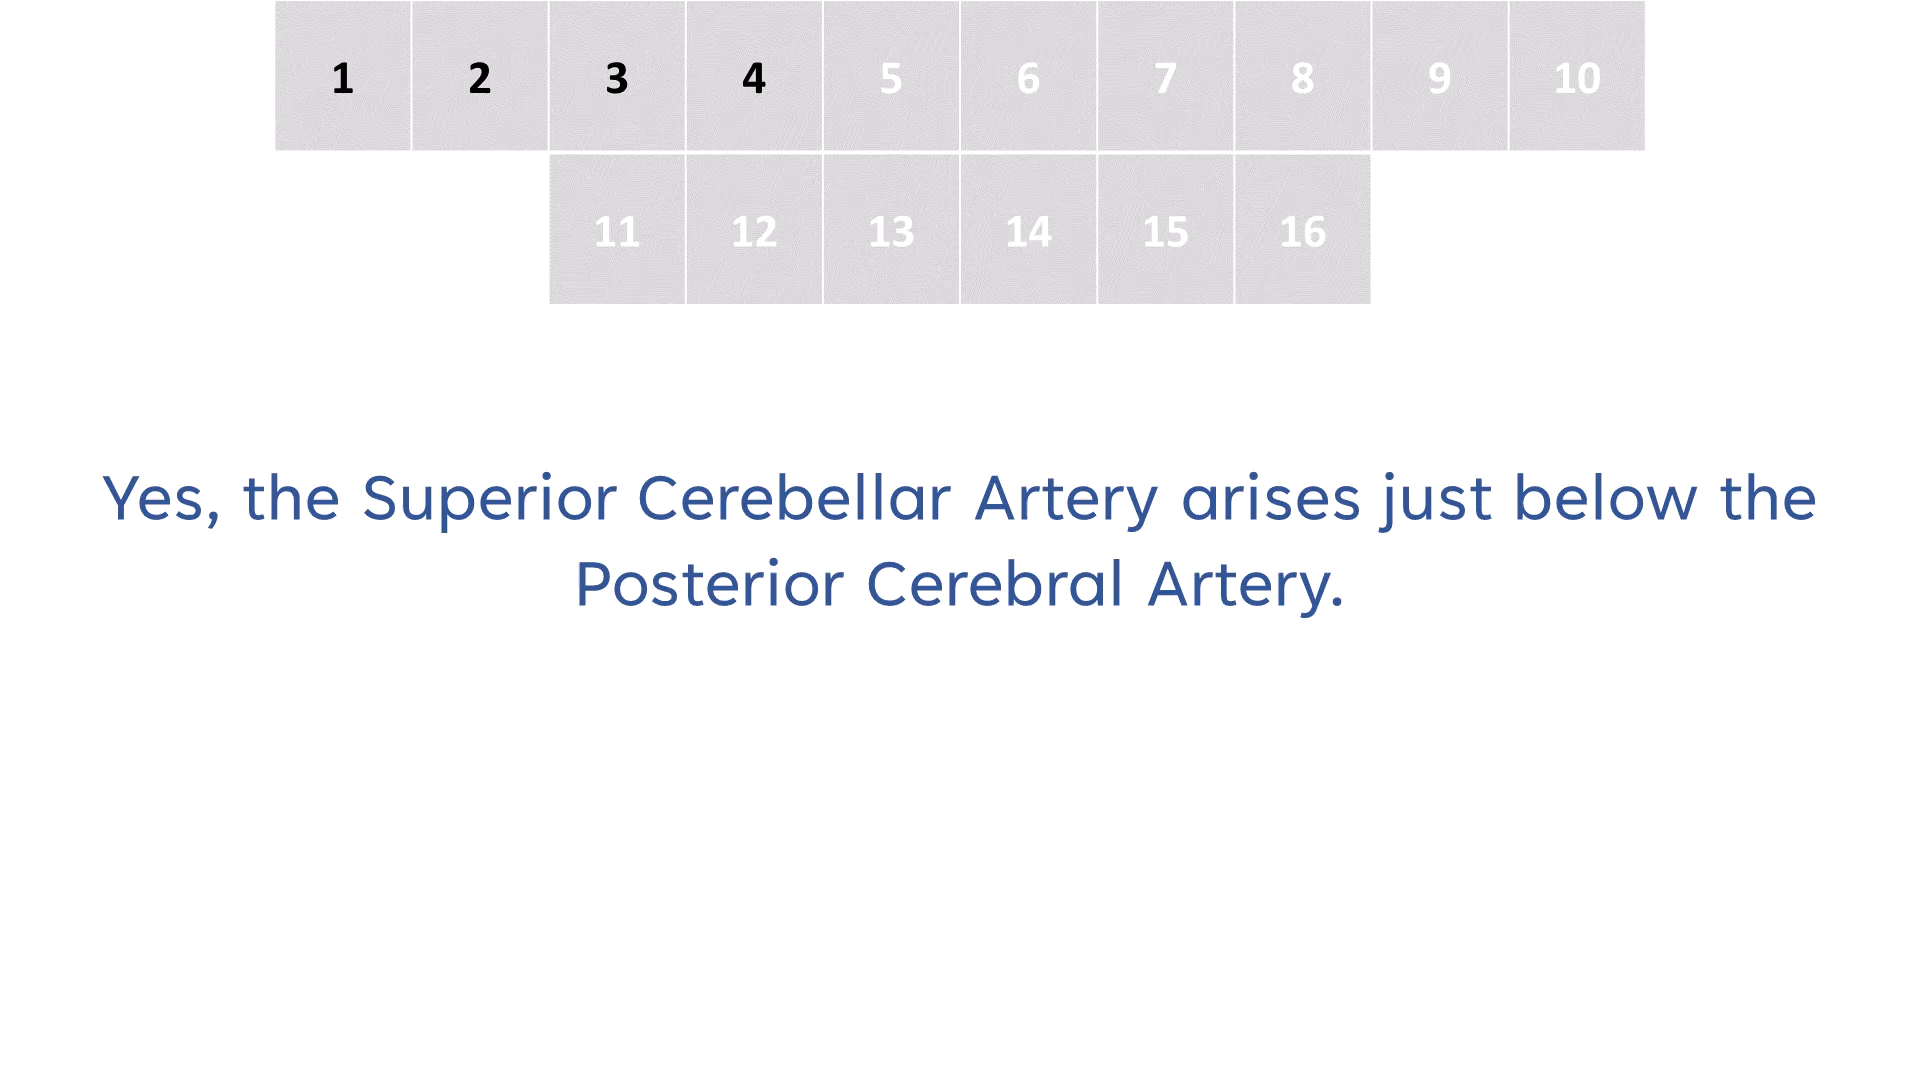 1 2 3 4 5 6 7 8 9 10
11 12 13 14 15 16
Yes, the Superior Cerebellar Artery arises just below the
Posterior Cerebral Artery.